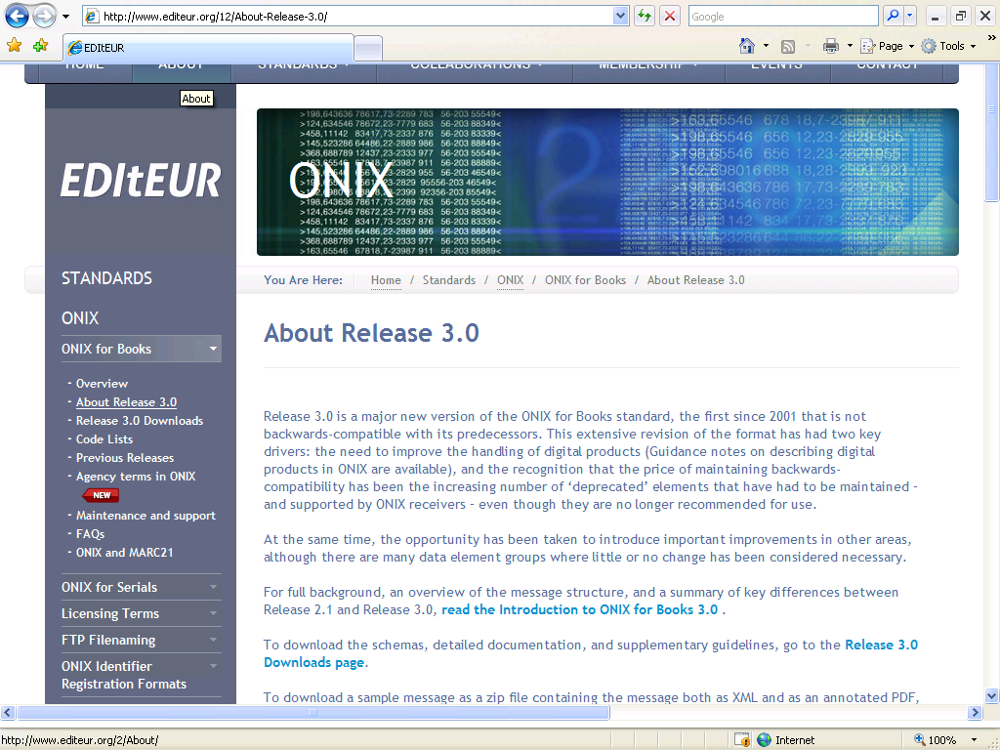 http://www.editeur.org/12/About-Release-3.0/
Google
EDItEUR
Page
Tools
HOME
ABOUT
STANDARDS
COLLABORATIONS
MEMBERSHIP
EVENTS
CONTACT
About
EDItEUR
ONIX
STANDARDS
You Are Here: Home / Standards / ONIX / ONIX for Books / About Release 3.0
ONIX
ONIX for Books
- Overview
- About Release 3.0
- Release 3.0 Downloads
- Code Lists
- Previous Releases
- Agency terms in ONIX
NEW
- Maintenance and support
- FAQs
- ONIX and MARC21
ONIX for Serials
Licensing Terms
FTP Filenaming
ONIX Identifier
Registration Formats
About Release 3.0
Release 3.0 is a major new version of the ONIX for Books standard, the first since 2001 that is not
backwards-compatible with its predecessors. This extensive revision of the format has had two key
drivers: the need to improve the handling of digital products (Guidance notes on describing digital
products in ONIX are available), and the recognition that the price of maintaining backwards-
compatibility has been the increasing number of ‘deprecated’ elements that have had to be maintained –
and supported by ONIX receivers – even though they are no longer recommended for use.
At the same time, the opportunity has been taken to introduce important improvements in other areas,
although there are many data element groups where little or no change has been considered necessary.
For full background, an overview of the message structure, and a summary of key differences between
Release 2.1 and Release 3.0, read the Introduction to ONIX for Books 3.0 .
To download the schemas, detailed documentation, and supplementary guidelines, go to the Release 3.0
Downloads page.
To download a sample message as a zip file containing the message both as XML and as an annotated PDF,
http://www.editeur.org/2/About/
Internet
100%